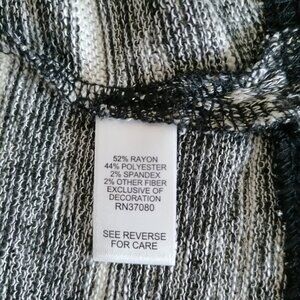 52% RAYON
44% POLYESTER
2% SPANDEX
2% OTHER FIBER
EXCLUSIVE OF
DECORATION
RN37080
SEE REVERSE
FOR CARE